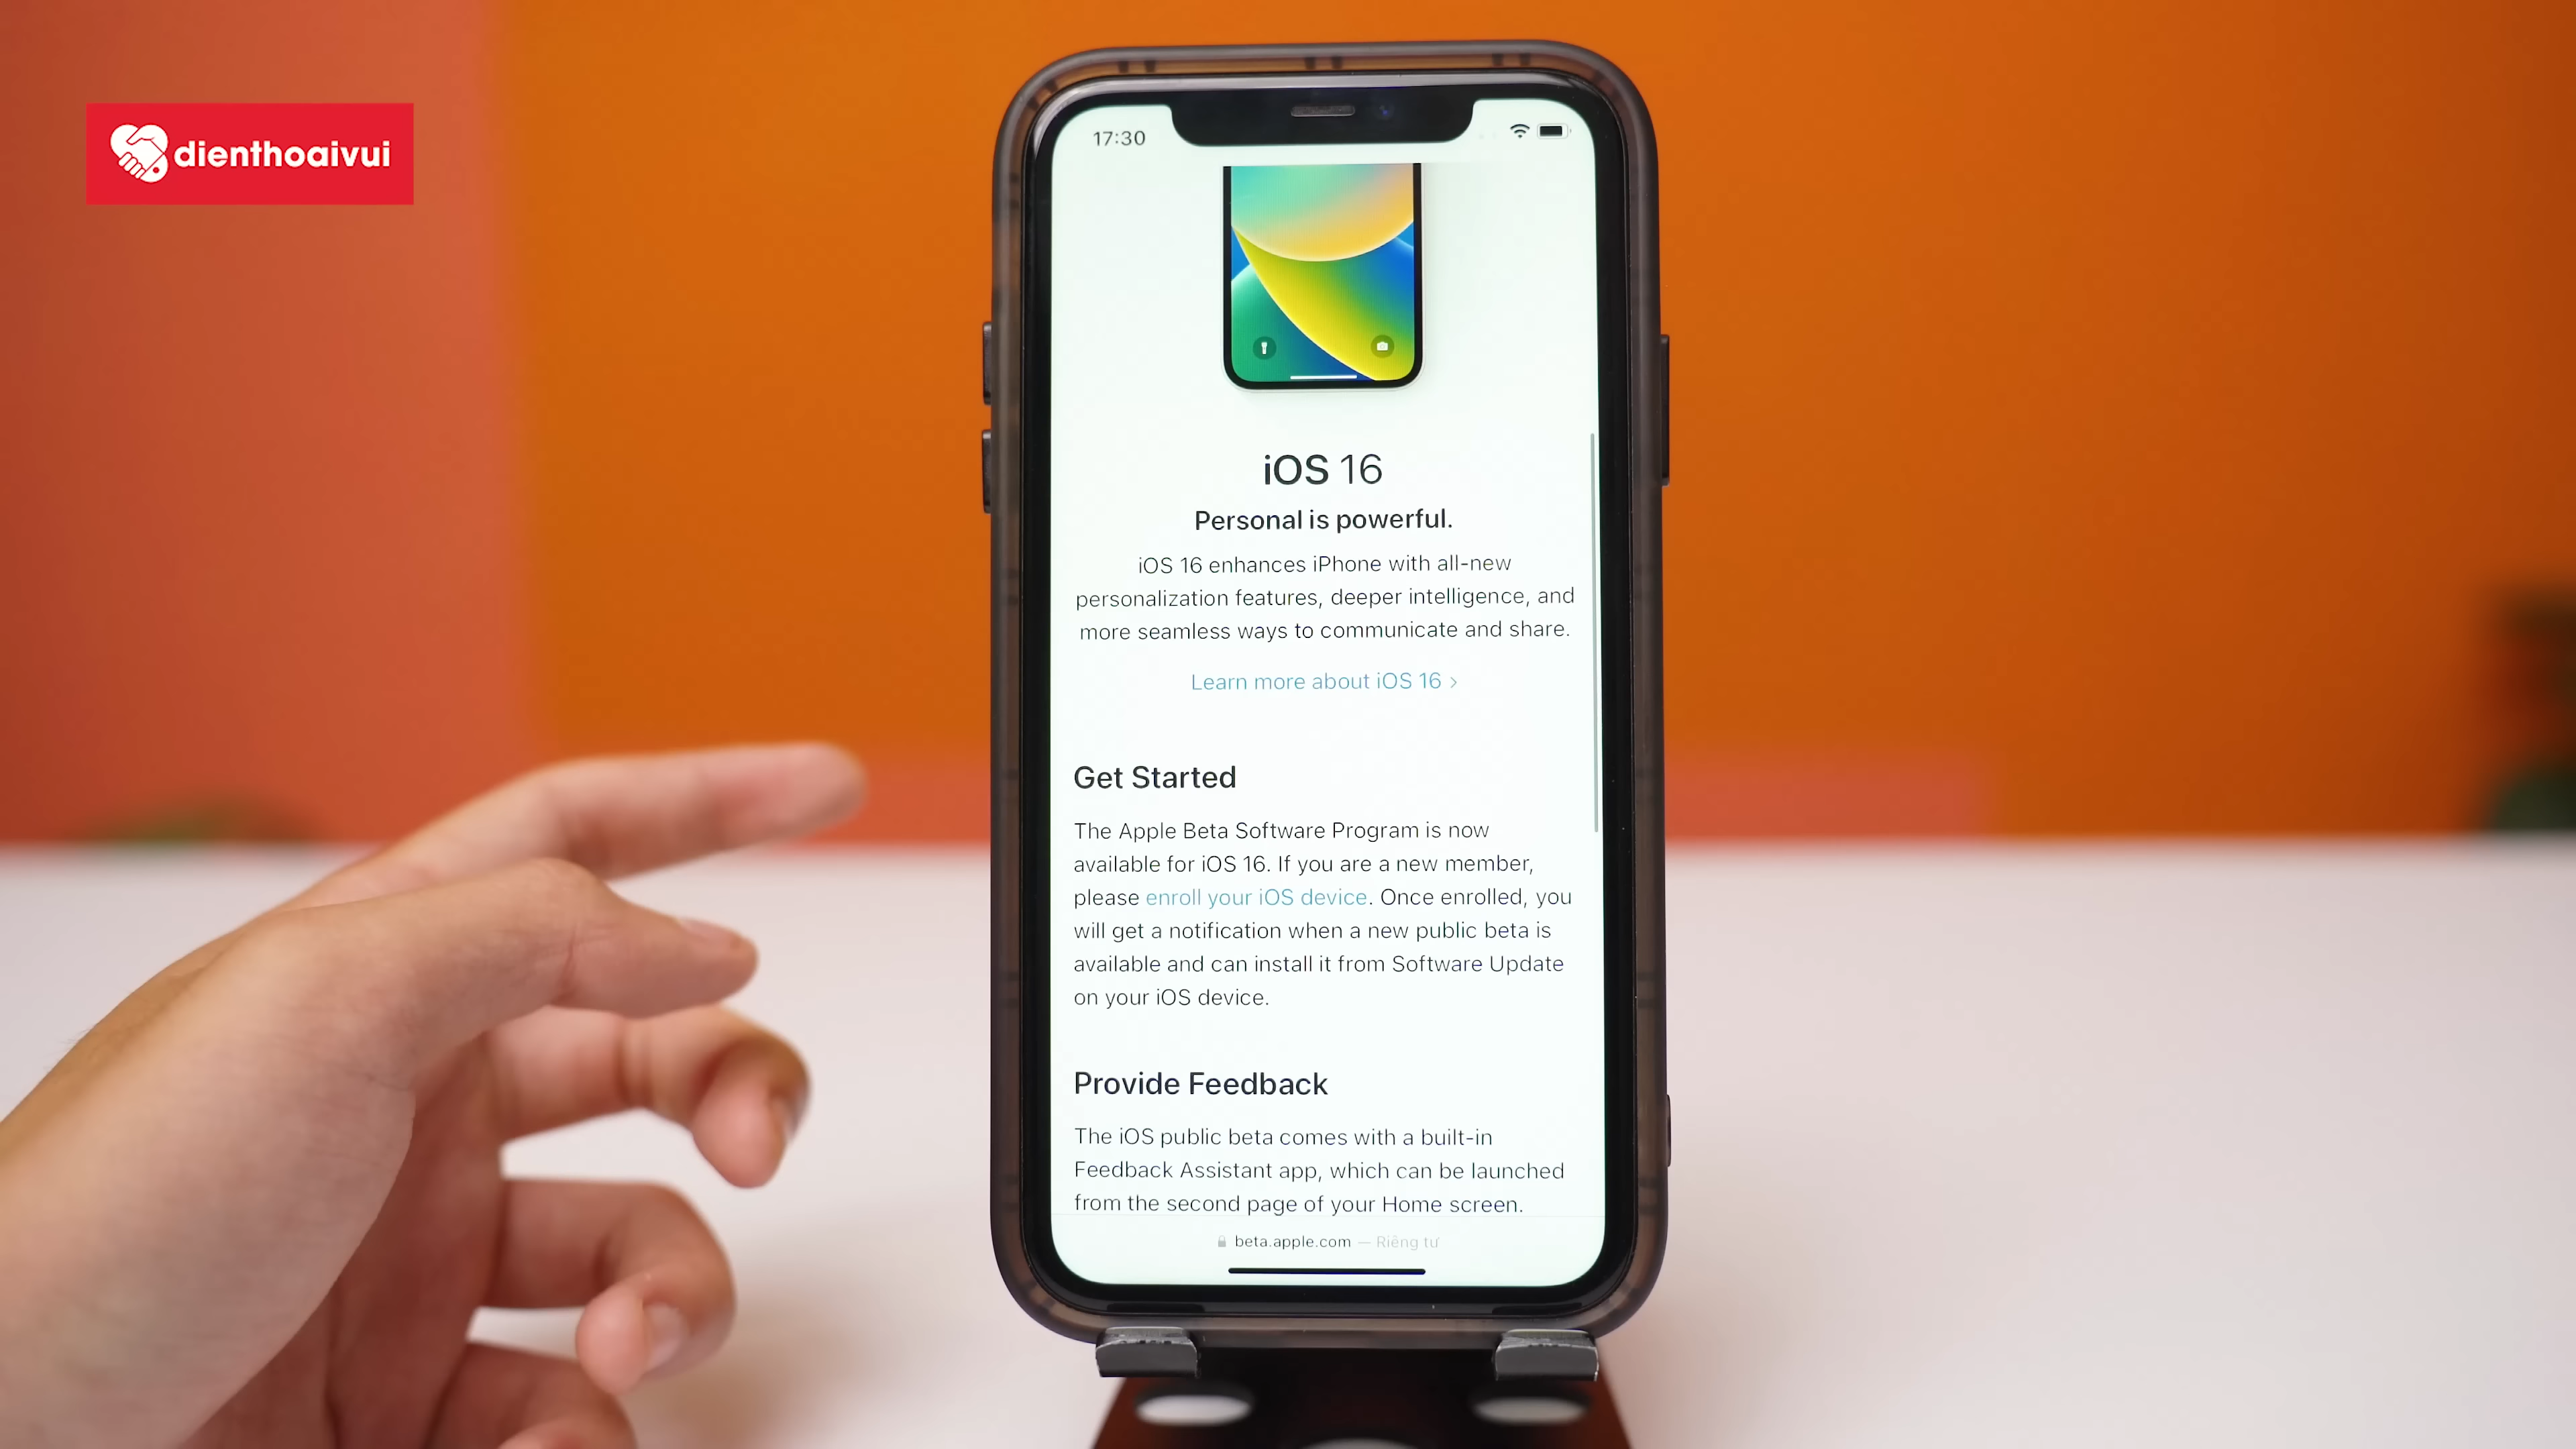 dienthoaivui
17:30
iOS 16
Personal is powerful.
iOS 16 enhances iPhone with all-new
personalization features, deeper intelligence, and
more seamless ways to communicate and share.
Learn more about iOS 16 >
Get Started
The Apple Beta Software Program is now
available for iOS 16. If you are a new member,
please enroll your iOS device. Once enrolled, you
will get a notification when a new public beta is
available and can install it from Software Update
on your iOS device.
Provide Feedback
The iOS public beta comes with a built-in
Feedback Assistant app, which can be launched
from the second page of your Home screen.
beta.apple.com — Riêng tư